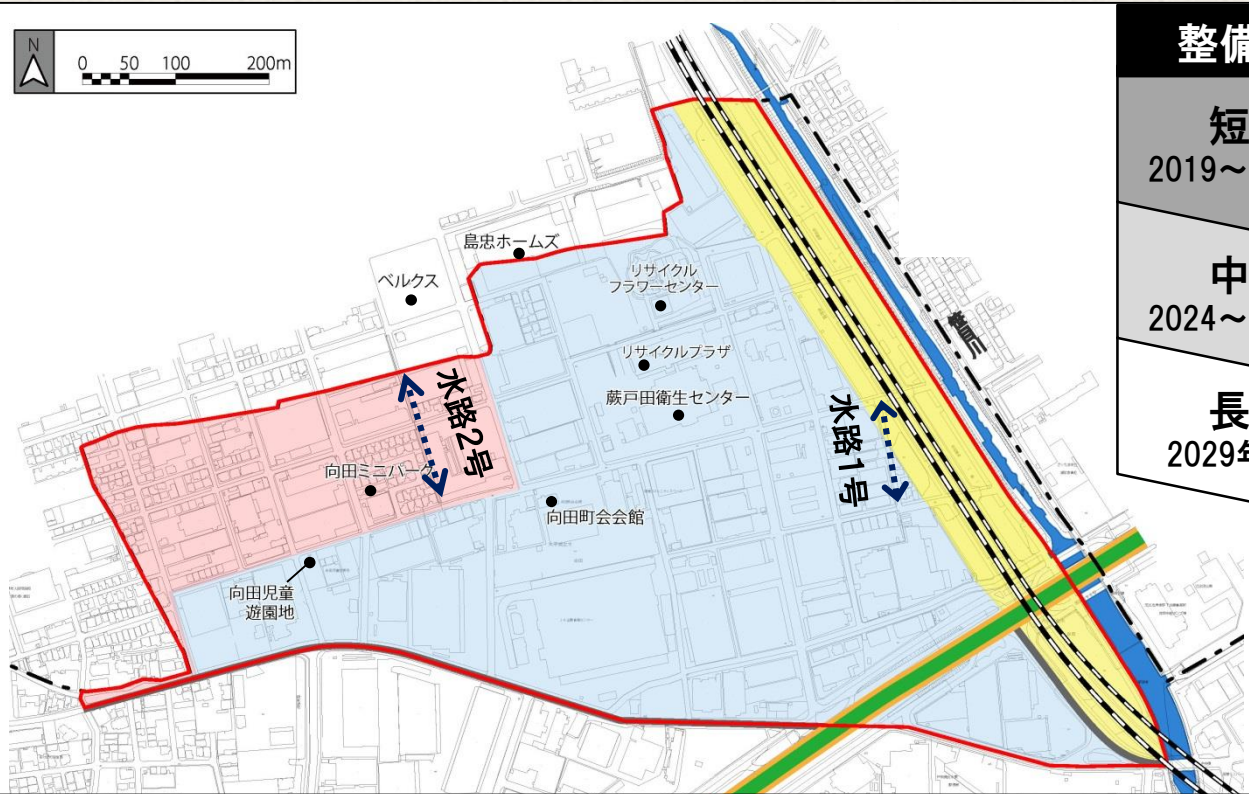 N
0 50 100 200m
整備
短
2019～
中
2024～
長
2029年
島忠ホームズ
ベルクス
リサイクル
フラワーセンター
リサイクルプラザ
蕨戸田衛生センター
水路2号
水路1号
向田ミニパーク
向田町会会館
向田児童
遊園地